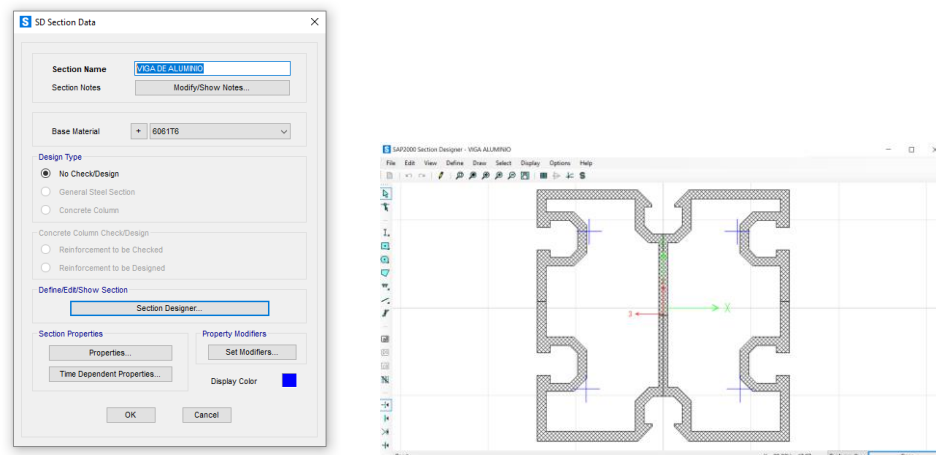 SD Section Data
Section Name VIGA DE ALUMINIO
Section Notes Modify/Show Notes...
Base Material + 6061T6
Design Type
No Check/Design
General Steel Section
Concrete Column
Concrete Column Check/Design
Reinforcement to be Checked
Reinforcement to be Designed
Define/Edit/Show Section
Section Designer...
Section Properties
Properties...
Time Dependent Properties...
Property Modifiers
Set Modifiers...
Display Color
OK Cancel
SAP2000 Section Designer - VIGA ALUMINIO
File Edit View Define Draw Select Display Options Help
X
3